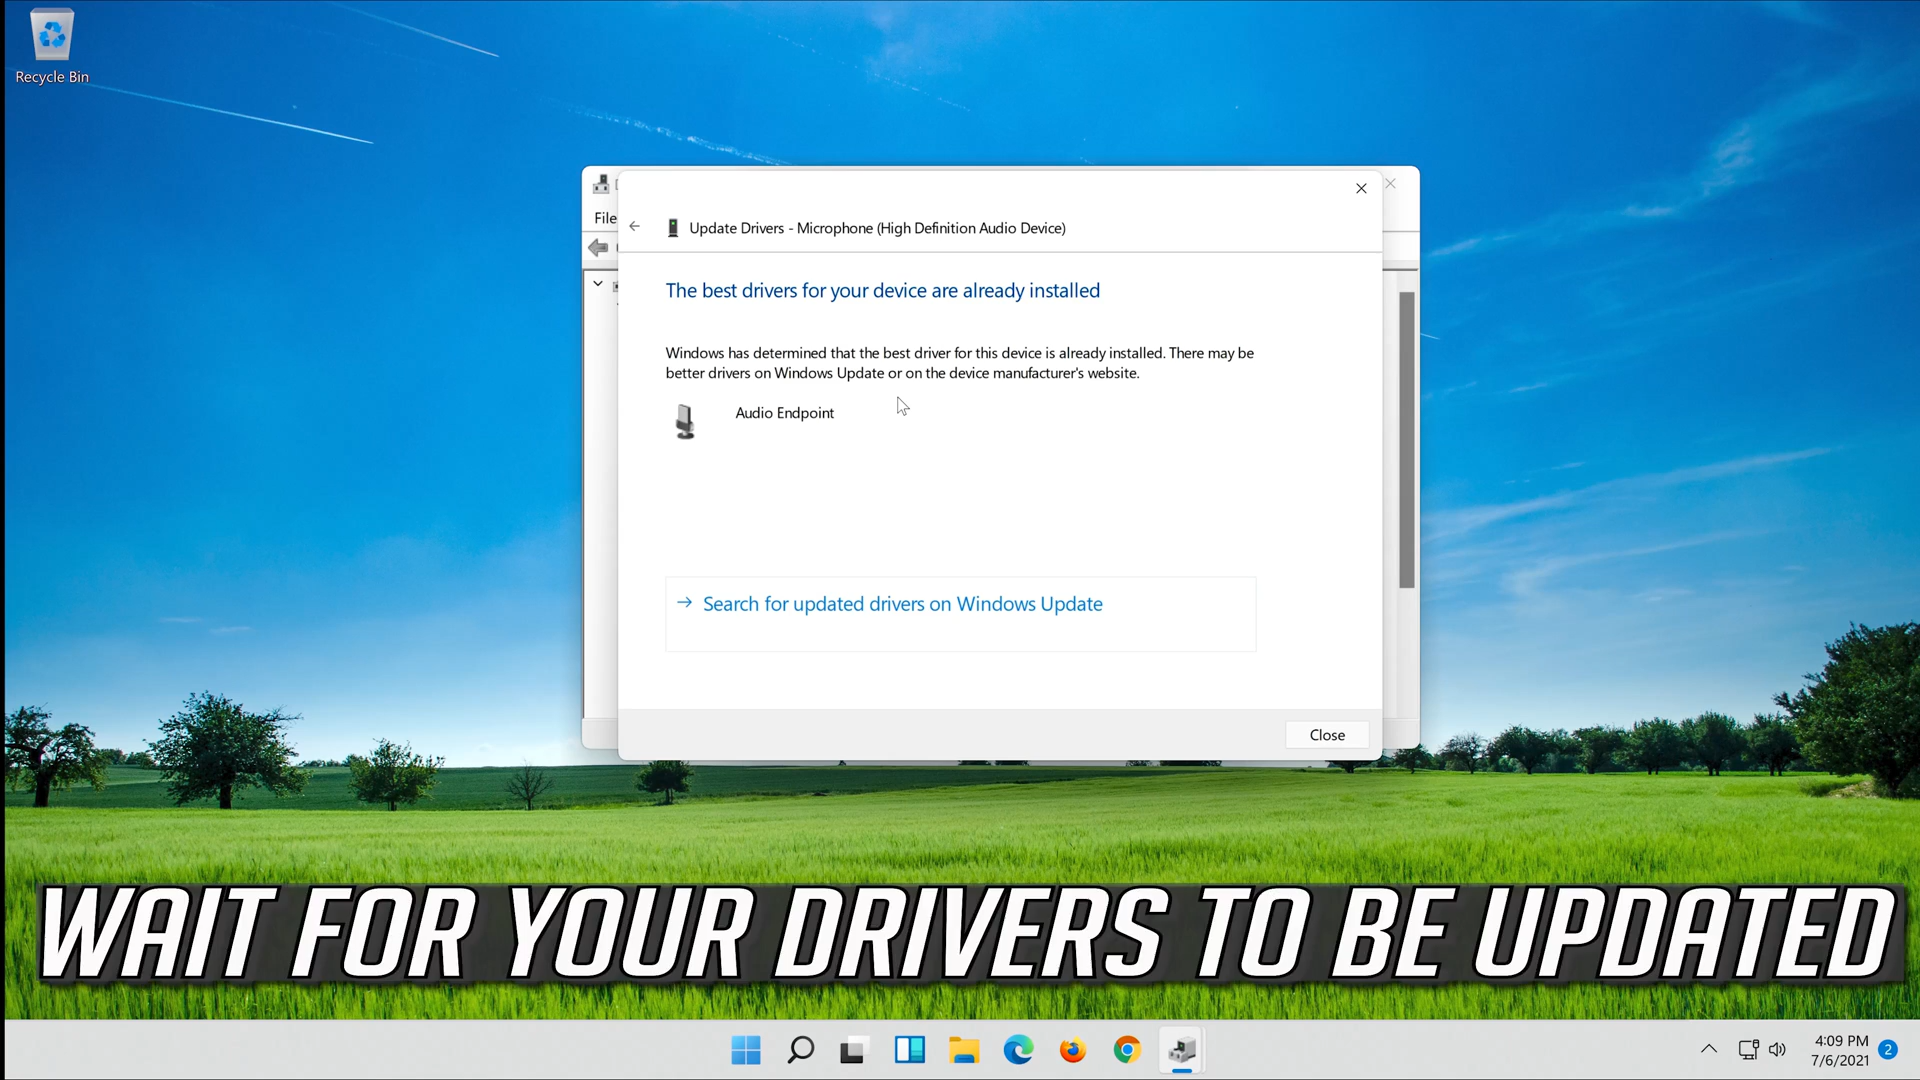 Recycle Bin
File
Update Drivers - Microphone (High Definition Audio Device)
The best drivers for your device are already installed
Windows has determined that the best driver for this device is already installed. There may be
better drivers on Windows Update or on the device manufacturer's website.
Audio Endpoint
Search for updated drivers on Windows Update
Close
WAIT FOR YOUR DRIVERS TO BE UPDATED
4:09 PM
7/6/2021
2